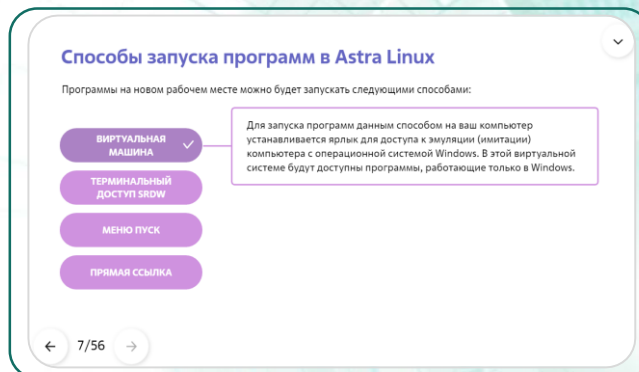 Способы запуска программ в Astra Linux
Программы на новом рабочем месте можно будет запускать следующими способами:
ВИРТУАЛЬНАЯ
МАШИНА
Для запуска программ данным способом на ваш компьютер
устанавливается ярлык для доступа к эмуляции (имитации)
компьютера с операционной системой Windows. В этой виртуальной
системе будут доступны программы, работающие только в Windows.
ТЕРМИНАЛЬНЫЙ
ДОСТУП SRDW
МЕНЮ ПУСК
ПРЯМАЯ ССЫЛКА
7/56